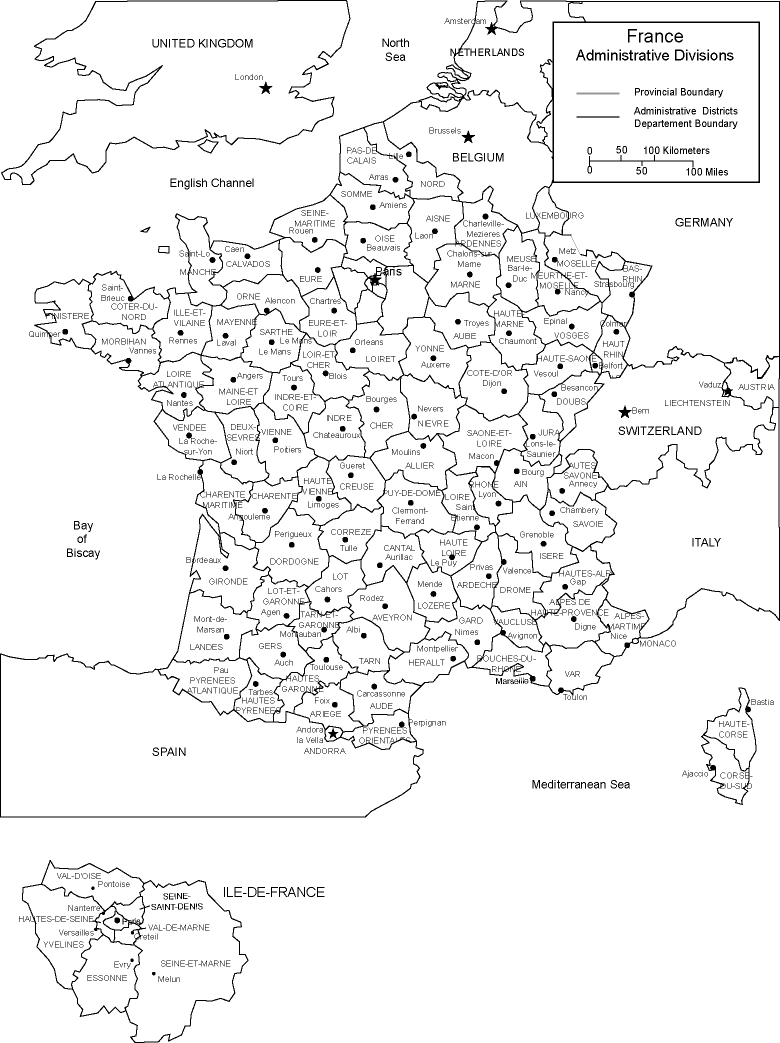 Amsterdam
UNITED KINGDOM
North
Sea
NETHERLANDS
London
France
Administrative Divisions
Provincial Boundary
Administrative Districts
Departement Boundary
0 50 100 Kilometers
0 50 100 Miles
Brussels
BELGIUM
PAS-DE
CALAIS
Lille
Arras
NORD
English Channel
SOMME
Amiens
SEINE-
MARITIME
Rouen
AISNE
Laon
Charleville-
Mezieres
ARDENNES
LUXEMBOURG
GERMANY
OISE
Beauvais
Saint-Lo
MANCHE
Caen
CALVADOS
EURE
Paris
Chalons-sur-
Marne
MARNE
MEUSE
Bar-le-
Duc
Metz
MOSELLE
MEURTHE-ET-
MOSELLE
Nancy
BAS-
RHIN
Strasbourg
Saint-
Brieuc
COTER-DU-
NORD
FINISTERE
Quimper
MORBIHAN
Vannes
ILLE-ET-
VILAINE
Rennes
ORNE
Alencon
MAYENNE
Laval
SARTHE
Le Mans
Le Mans
Chartres
EURE-ET-
LOIR
LOIR-ET
CHER
Blois
Orleans
LOIRET
YONNE
Auxerre
Troyes
AUBE
HAUTE
MARNE
Chaumont
Epinal
VOSGES
Colmar
HAUT
RHIN
Belfort
HAUTE-SAONE
Vesoul
COTE-D'OR
Dijon
Besancon
DOUBS
LOIRE
ATLANTIQUE
Nantes
Angers
MAINE-ET
LOIRE
Tours
INDRE-ET-
COIRE
Bourges
CHER
Nevers
NIEVRE
Bern
SWITZERLAND
Vaduz
LIECHTENSTEIN
AUSTRIA
VENDEE
La Roche-
sur-Yon
DEUX-
SEVREZ
Niort
VIENNE
Poitiers
INDRE
Chateauroux
SAONE-ET
LOIRE
Macon
JURA
Lons-le-
Saunier
Moulins
ALLIER
Bourg
AIN
AUTES
SAVONE
Annecy
La Rochelle
CHARENTE
MARITIME
CHARENTE
Angouleme
HAUTE
VIENNE
Limoges
Gueret
CREUSE
PUY-DE-DOME
Clermont-
Ferrand
LOIRE
Saint
Etienne
RHONE
Lyon
Chambery
SAVOIE
Bay
of
Biscay
Bordeaux
GIRONDE
Perigueux
DORDOGNE
CORREZE
Tulle
CANTAL
Aurillac
HAUTE
LOIRE
Le Puy
Grenoble
ISERE
ITALY
Privas
ARDECHE
Valence
DROME
HAUTES-ALP
Gap
LOT
Cahors
LOT-ET-
GARONNE
Agen
Rodez
AVEYRON
Mende
LOZERE
ALPES DE
HAUTE-PROVENCE
Digne
ALPES-
MARTIME
Nice
MONACO
Mont-de-
Marsan
LANDES
TARN-ET-
GARONNE
Montauban
Albi
TARN
GARD
Nimes
VAUCLUSE
Avignon
GERS
Auch
Toulouse
HAUTES
GARONNE
Montpellier
HERALLT
BOUCHES-DU-
RHONE
Marseille
VAR
Toulon
Pau
PYRENEES
ATLANTIQUE
Tarbes
HAUTES
PYRENEES
Foix
ARIEGE
Carcassonne
AUDE
Perpignan
PYRENEES
ORIENTALES
Andora
la Vella
ANDORRA
SPAIN
Mediterranean Sea
Bastia
HAUTE-
CORSE
Ajaccio
CORSE-
DU-SUD
ILE-DE-FRANCE
VAL-D'OISE
Pontoise
SEINE-
SAINT-DENIS
Nanterre
HAUTES-DE-SEINE
Paris
Versailles
YVELINES
VAL-DE-MARNE
Creteil
Evry
ESSONNE
SEINE-ET-MARNE
Melun